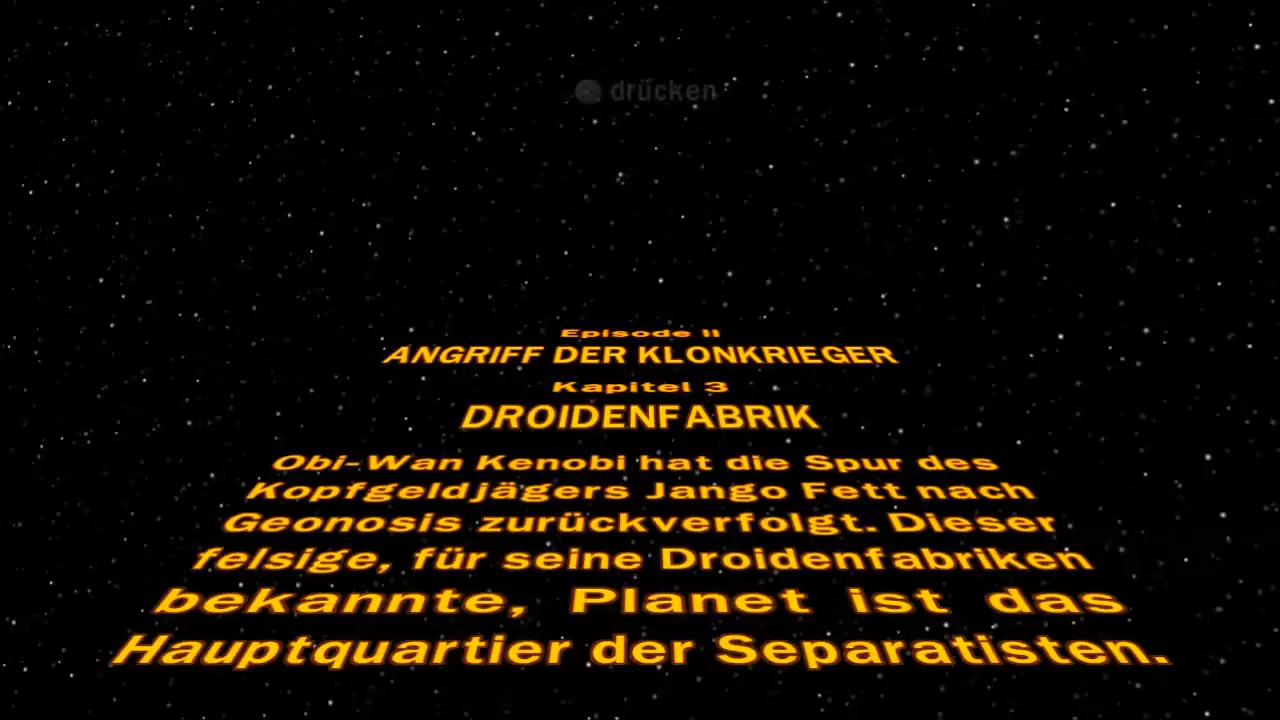 drücken
Episode II
ANGRIFF DER KLONKRIEGER
Kapitel 3
DROIDENFABRIK
Obi-Wan Kenobi hat die Spur des
Kopfgeldjägers Jango Fett nach
Geonosis zurückverfolgt. Dieser
felsige, für seine Droidenfabriken
bekannte, Planet ist das
Hauptquartier der Separatisten.